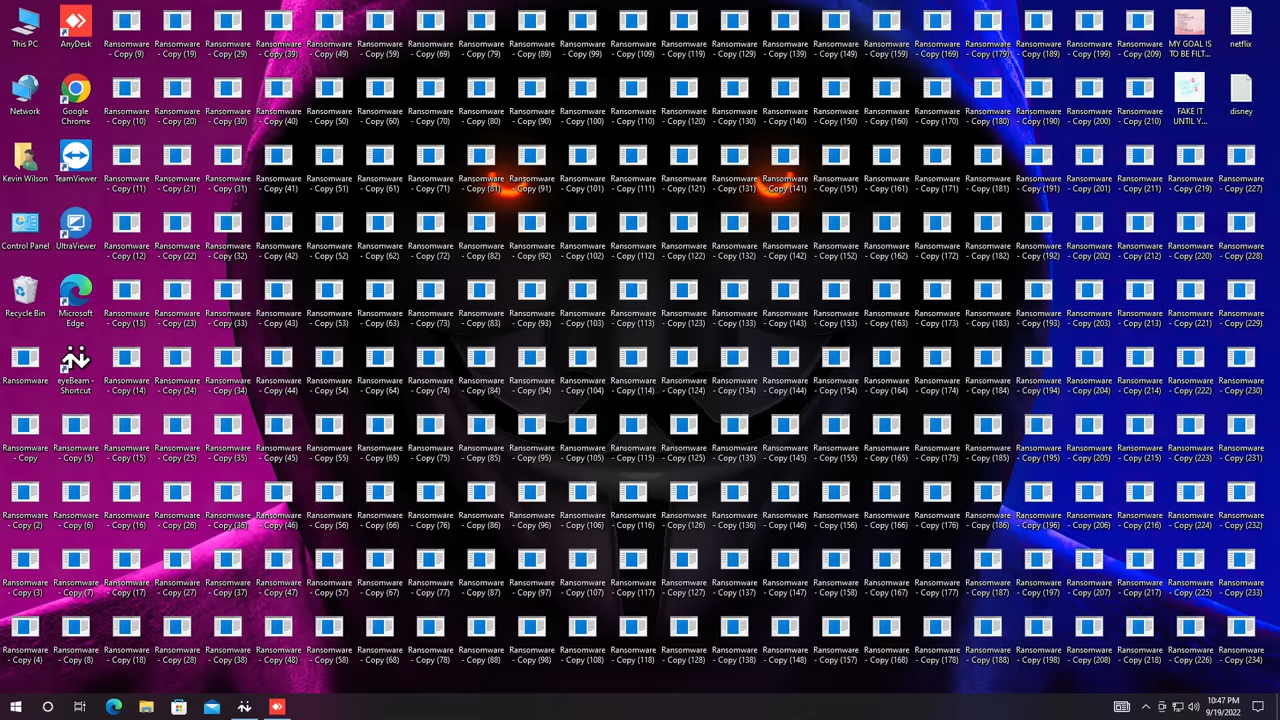 This PC AnyDesk Ransomware Ransomware Ransomware Ransomware Ransomware Ransomware Ransomware Ransomware Ransomware Ransomware Ransomware Ransomware Ransomware Ransomware Ransomware Ransomware Ransomware Ransomware Ransomware Ransomware Ransomware MY GOAL IS netflix
- Copy (9) - Copy (19) - Copy (29) - Copy (39) - Copy (49) - Copy (59) - Copy (69) - Copy (79) - Copy (89) - Copy (99) - Copy (109) - Copy (119) - Copy (129) - Copy (139) - Copy (149) - Copy (159) - Copy (169) - Copy (179) - Copy (189) - Copy (199) - Copy (209) TO BE FILT...
Network Google Ransomware Ransomware Ransomware Ransomware Ransomware Ransomware Ransomware Ransomware Ransomware Ransomware Ransomware Ransomware Ransomware Ransomware Ransomware Ransomware Ransomware Ransomware Ransomware Ransomware Ransomware FAKE IT disney
Chrome - Copy (10) - Copy (20) - Copy (30) - Copy (40) - Copy (50) - Copy (60) - Copy (70) - Copy (80) - Copy (90) - Copy (100) - Copy (110) - Copy (120) - Copy (130) - Copy (140) - Copy (150) - Copy (160) - Copy (170) - Copy (180) - Copy (190) - Copy (200) - Copy (210) UNTIL Y...
Kevin Wilson TeamViewer Ransomware Ransomware Ransomware Ransomware Ransomware Ransomware Ransomware Ransomware Ransomware Ransomware Ransomware Ransomware Ransomware Ransomware Ransomware Ransomware Ransomware Ransomware Ransomware Ransomware Ransomware Ransomware Ransomware
- Copy (11) - Copy (21) - Copy (31) - Copy (41) - Copy (51) - Copy (61) - Copy (71) - Copy (81) - Copy (91) - Copy (101) - Copy (111) - Copy (121) - Copy (131) - Copy (141) - Copy (151) - Copy (161) - Copy (171) - Copy (181) - Copy (191) - Copy (201) - Copy (211) - Copy (219) - Copy (227)
Control Panel UltraViewer Ransomware Ransomware Ransomware Ransomware Ransomware Ransomware Ransomware Ransomware Ransomware Ransomware Ransomware Ransomware Ransomware Ransomware Ransomware Ransomware Ransomware Ransomware Ransomware Ransomware Ransomware Ransomware Ransomware
- Copy (12) - Copy (22) - Copy (32) - Copy (42) - Copy (52) - Copy (62) - Copy (72) - Copy (82) - Copy (92) - Copy (102) - Copy (112) - Copy (122) - Copy (132) - Copy (142) - Copy (152) - Copy (162) - Copy (172) - Copy (182) - Copy (192) - Copy (202) - Copy (212) - Copy (220) - Copy (228)
Recycle Bin Microsoft Ransomware Ransomware Ransomware Ransomware Ransomware Ransomware Ransomware Ransomware Ransomware Ransomware Ransomware Ransomware Ransomware Ransomware Ransomware Ransomware Ransomware Ransomware Ransomware Ransomware Ransomware Ransomware Ransomware
Edge - Copy (13) - Copy (23) - Copy (33) - Copy (43) - Copy (53) - Copy (63) - Copy (73) - Copy (83) - Copy (93) - Copy (103) - Copy (113) - Copy (123) - Copy (133) - Copy (143) - Copy (153) - Copy (163) - Copy (173) - Copy (183) - Copy (193) - Copy (203) - Copy (213) - Copy (221) - Copy (229)
Ransomware eyeBeam - Ransomware Ransomware Ransomware Ransomware Ransomware Ransomware Ransomware Ransomware Ransomware Ransomware Ransomware Ransomware Ransomware Ransomware Ransomware Ransomware Ransomware Ransomware Ransomware Ransomware Ransomware Ransomware Ransomware
Shortcut - Copy (14) - Copy (24) - Copy (34) - Copy (44) - Copy (54) - Copy (64) - Copy (74) - Copy (84) - Copy (94) - Copy (104) - Copy (114) - Copy (124) - Copy (134) - Copy (144) - Copy (154) - Copy (164) - Copy (174) - Copy (184) - Copy (194) - Copy (204) - Copy (214) - Copy (222) - Copy (230)
Ransomware Ransomware Ransomware Ransomware Ransomware Ransomware Ransomware Ransomware Ransomware Ransomware Ransomware Ransomware Ransomware Ransomware Ransomware Ransomware Ransomware Ransomware Ransomware Ransomware Ransomware Ransomware Ransomware Ransomware Ransomware
- Copy - Copy (5) - Copy (15) - Copy (25) - Copy (35) - Copy (45) - Copy (55) - Copy (65) - Copy (75) - Copy (85) - Copy (95) - Copy (105) - Copy (115) - Copy (125) - Copy (135) - Copy (145) - Copy (155) - Copy (165) - Copy (175) - Copy (185) - Copy (195) - Copy (205) - Copy (215) - Copy (223) - Copy (231)
Ransomware Ransomware Ransomware Ransomware Ransomware Ransomware Ransomware Ransomware Ransomware Ransomware Ransomware Ransomware Ransomware Ransomware Ransomware Ransomware Ransomware Ransomware Ransomware Ransomware Ransomware Ransomware Ransomware Ransomware Ransomware
- Copy (2) - Copy (6) - Copy (16) - Copy (26) - Copy (36) - Copy (46) - Copy (56) - Copy (66) - Copy (76) - Copy (86) - Copy (96) - Copy (106) - Copy (116) - Copy (126) - Copy (136) - Copy (146) - Copy (156) - Copy (166) - Copy (176) - Copy (186) - Copy (196) - Copy (206) - Copy (216) - Copy (224) - Copy (232)
Ransomware Ransomware Ransomware Ransomware Ransomware Ransomware Ransomware Ransomware Ransomware Ransomware Ransomware Ransomware Ransomware Ransomware Ransomware Ransomware Ransomware Ransomware Ransomware Ransomware Ransomware Ransomware Ransomware Ransomware Ransomware
- Copy (3) - Copy (7) - Copy (17) - Copy (27) - Copy (37) - Copy (47) - Copy (57) - Copy (67) - Copy (77) - Copy (87) - Copy (97) - Copy (107) - Copy (117) - Copy (127) - Copy (137) - Copy (147) - Copy (158) - Copy (167) - Copy (177) - Copy (187) - Copy (197) - Copy (207) - Copy (217) - Copy (225) - Copy (233)
Ransomware Ransomware Ransomware Ransomware Ransomware Ransomware Ransomware Ransomware Ransomware Ransomware Ransomware Ransomware Ransomware Ransomware Ransomware Ransomware Ransomware Ransomware Ransomware Ransomware Ransomware Ransomware Ransomware Ransomware Ransomware
- Copy (4) - Copy (8) - Copy (18) - Copy (28) - Copy (38) - Copy (48) - Copy (58) - Copy (68) - Copy (78) - Copy (88) - Copy (98) - Copy (108) - Copy (118) - Copy (128) - Copy (138) - Copy (148) - Copy (157) - Copy (168) - Copy (178) - Copy (188) - Copy (198) - Copy (208) - Copy (218) - Copy (226) - Copy (234)
10:47 PM
9/19/2022